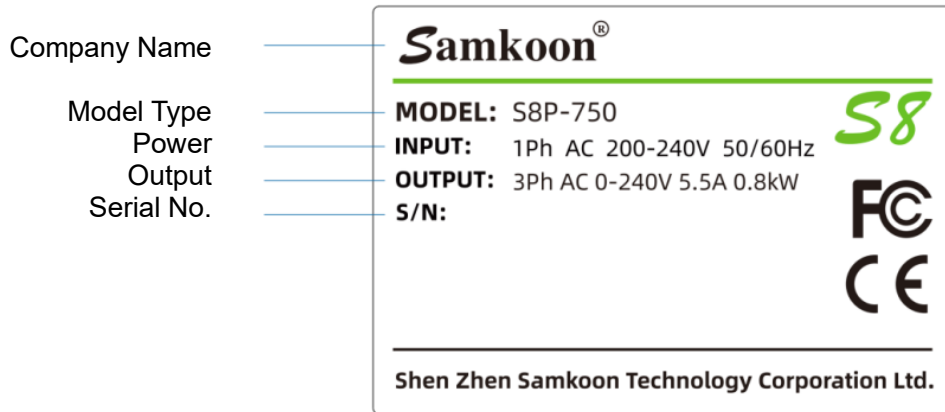 Company Name
Samkoon®
Model Type
MODEL: S8P-750
S8
Power
INPUT: 1Ph AC 200-240V 50/60Hz
Output
OUTPUT: 3Ph AC 0-240V 5.5A 0.8kW
Serial No.
S/N:
FC
CE
Shen Zhen Samkoon Technology Corporation Ltd.